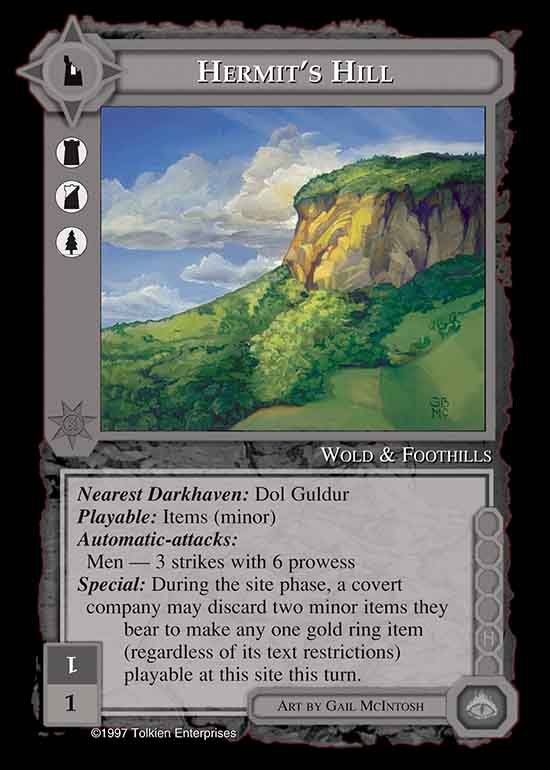 HERMIT'S HILL
GB
MC
WOLD & FOOTHILLS
Nearest Darkhaven: Dol Guldur
Playable: Items (minor)
Automatic-attacks:
Men — 3 strikes with 6 prowess
Special: During the site phase, a covert
company may discard two minor items they
bear to make any one gold ring item
(regardless of its text restrictions)
playable at this site this turn.
H
1
1
ART BY GAIL MCINTOSH
©1997 Tolkien Enterprises